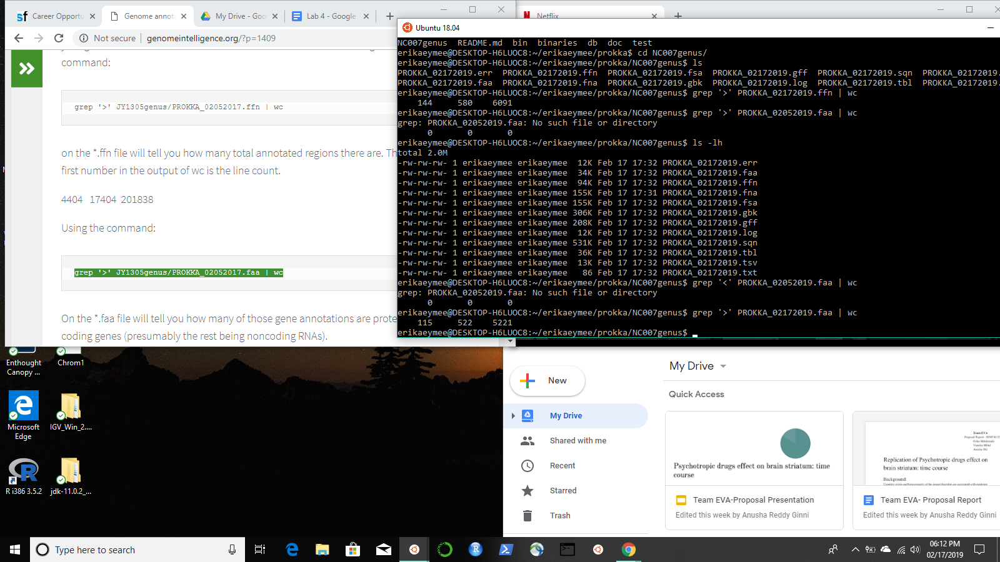 Career Opportu
Genome annota
My Drive - Goo
Lab 4 - Google
Netflix
Not secure | genomeintelligence.org/?p=1409
command:
grep '>' JY1305genus/PROKKA_02052017.ffn | wc
on the *.ffn file will tell you how many total annotated regions there are. Th
first number in the output of wc is the line count.
4404 17404 201838
Using the command:
grep '>' JY1305genus/PROKKA_02052017.faa | wc
On the *.faa file will tell you how many of those gene annotations are prote
coding genes (presumably the rest being noncoding RNAs).
Ubuntu 18.04
NC007genus README.md bin binaries db doc test
erikaeymee@DESKTOP-H6LUOC8:~/erikaeymee/prokka$ cd NC007genus/
erikaeymee@DESKTOP-H6LUOC8:~/erikaeymee/prokka/NC007genus$ ls
PROKKA_02172019.err PROKKA_02172019.ffn PROKKA_02172019.fsa PROKKA_02172019.gff PROKKA_02172019.sqn PROKKA_02172019.
PROKKA_02172019.faa PROKKA_02172019.fna PROKKA_02172019.gbk PROKKA_02172019.log PROKKA_02172019.tbl PROKKA_02172019.
erikaeymee@DESKTOP-H6LUOC8:~/erikaeymee/prokka/NC007genus$ grep '>' PROKKA_02172019.ffn | wc
144 580 6091
erikaeymee@DESKTOP-H6LUOC8:~/erikaeymee/prokka/NC007genus$ grep '>' PROKKA_02052019.faa | wc
grep: PROKKA_02052019.faa: No such file or directory
0 0 0
erikaeymee@DESKTOP-H6LUOC8:~/erikaeymee/prokka/NC007genus$ ls -lh
total 2.0M
-rw-rw-rw- 1 erikaeymee erikaeymee 12K Feb 17 17:32 PROKKA_02172019.err
-rw-rw-rw- 1 erikaeymee erikaeymee 34K Feb 17 17:32 PROKKA_02172019.faa
-rw-rw-rw- 1 erikaeymee erikaeymee 94K Feb 17 17:32 PROKKA_02172019.ffn
-rw-rw-rw- 1 erikaeymee erikaeymee 155K Feb 17 17:31 PROKKA_02172019.fna
-rw-rw-rw- 1 erikaeymee erikaeymee 155K Feb 17 17:32 PROKKA_02172019.fsa
-rw-rw-rw- 1 erikaeymee erikaeymee 306K Feb 17 17:32 PROKKA_02172019.gbk
-rw-rw-rw- 1 erikaeymee erikaeymee 208K Feb 17 17:32 PROKKA_02172019.gff
-rw-rw-rw- 1 erikaeymee erikaeymee 12K Feb 17 17:32 PROKKA_02172019.log
-rw-rw-rw- 1 erikaeymee erikaeymee 531K Feb 17 17:32 PROKKA_02172019.sqn
-rw-rw-rw- 1 erikaeymee erikaeymee 36K Feb 17 17:32 PROKKA_02172019.tbl
-rw-rw-rw- 1 erikaeymee erikaeymee 13K Feb 17 17:32 PROKKA_02172019.tsv
-rw-rw-rw- 1 erikaeymee erikaeymee 86 Feb 17 17:32 PROKKA_02172019.txt
erikaeymee@DESKTOP-H6LUOC8:~/erikaeymee/prokka/NC007genus$ grep '<' PROKKA_02052019.faa | wc
grep: PROKKA_02052019.faa: No such file or directory
0 0 0
erikaeymee@DESKTOP-H6LUOC8:~/erikaeymee/prokka/NC007genus$ grep '>' PROKKA_02172019.faa | wc
115 522 5221
erikaeymee@DESKTOP-H6LUOC8:~/erikaeymee/prokka/NC007genus$
Enthought
Canopy ...
Chrom1
Microsoft
Edge
IGV_Win_2....
R i386 3.5.2
jdk-11.0.2_...
New
My Drive
Shared with me
Recent
Starred
Trash
My Drive
Quick Access
Psychotropic drugs effect on brain striatum: time
course
Team EVA-Proposal Presentation
Edited this week by Anusha Reddy Ginni
Team EVA
Replication of Psychotropic drugs effect on
brain striatum: time course
Background:
Team EVA- Proposal Report
Edited this week by Anusha Reddy Ginni
Type here to search
06:12 PM
02/17/2019